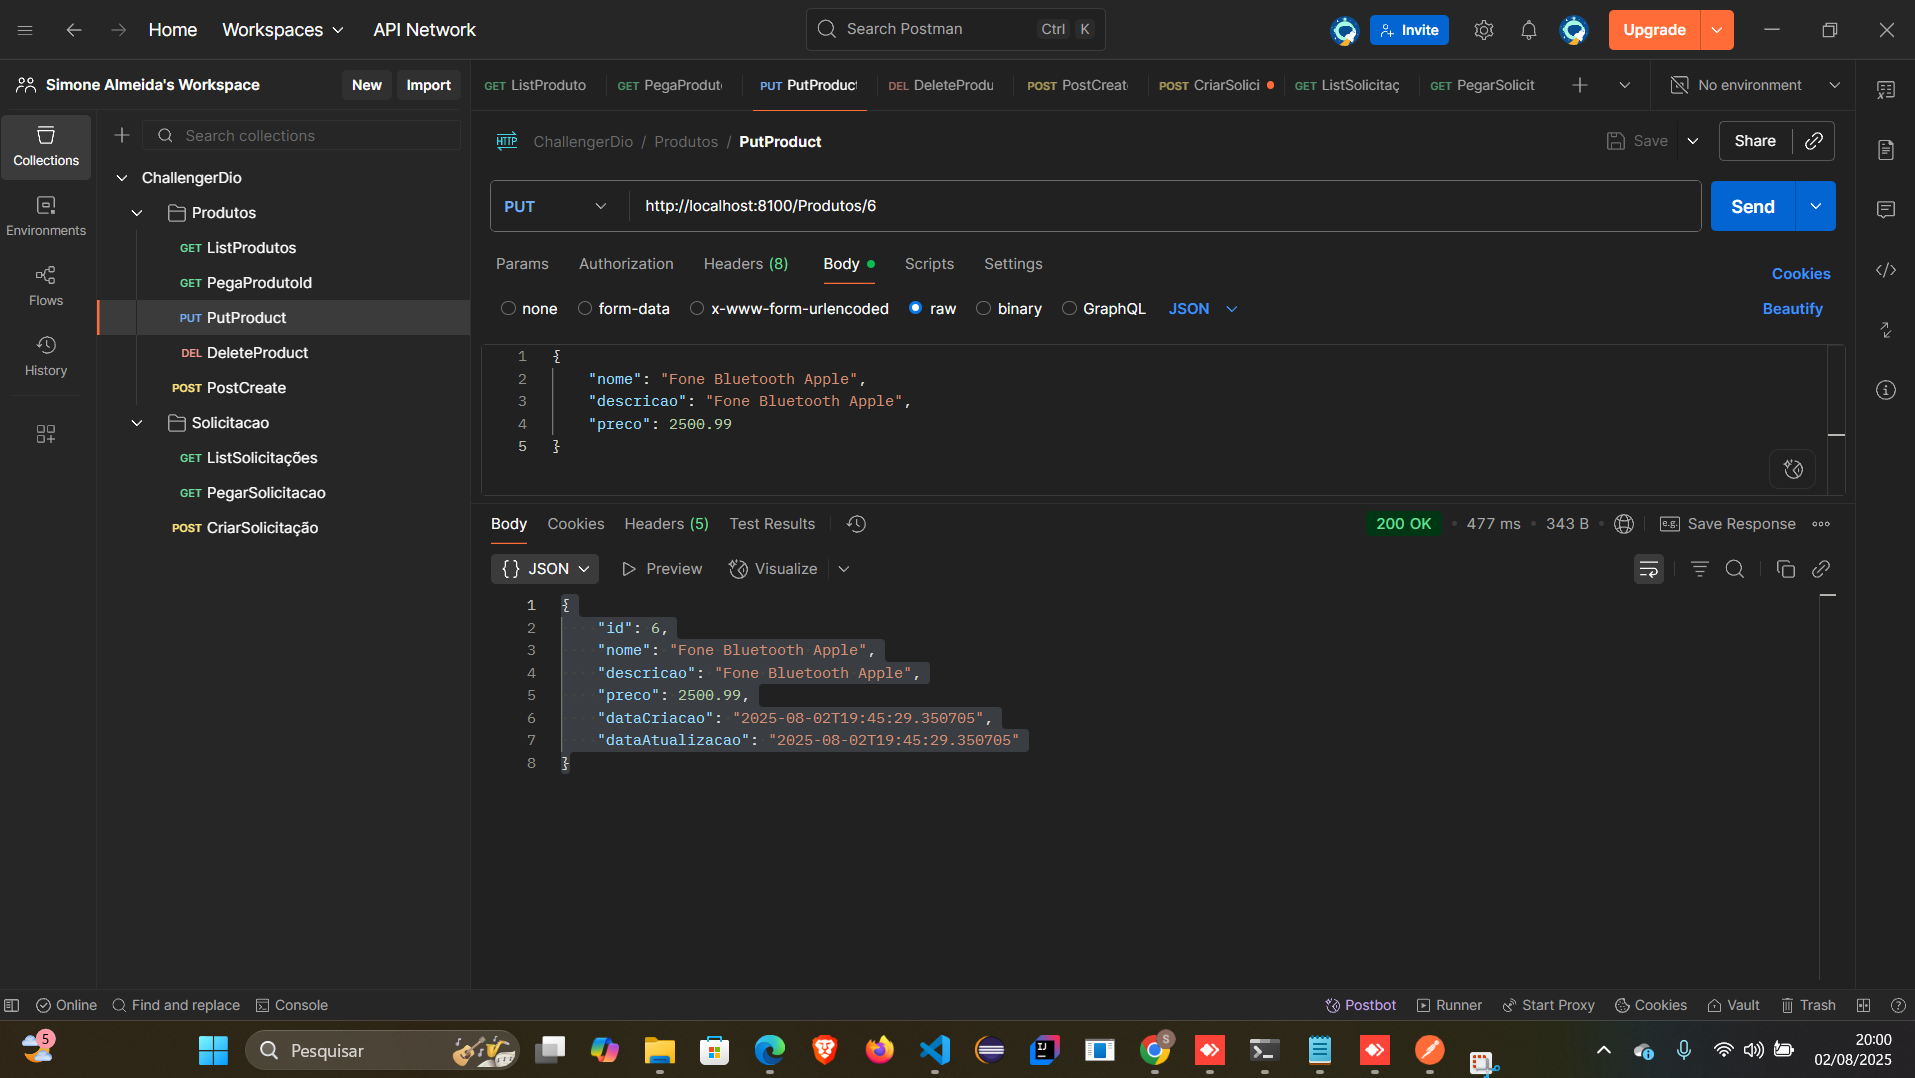 Home Workspaces API Network Search Postman Ctrl K Invite Upgrade
Simone Almeida's Workspace New Import
GET ListProduto GET PegaProdut PUT PutProduct DEL DeleteProdu POST PostCreat POST CriarSolici GET ListSolicitaç GET PegarSolicit No environment
Search collections
Collections
Environments
Flows
History
ChallengerDio
Produtos
GET ListProdutos
GET PegaProdutoId
PUT PutProduct
DEL DeleteProduct
POST PostCreate
Solicitacao
GET ListSolicitações
GET PegarSolicitacao
POST CriarSolicitação
HTTP ChallengerDio / Produtos / PutProduct Save Share
PUT http://localhost:8100/Produtos/6 Send
Params Authorization Headers (8) Body Scripts Settings Cookies
none form-data x-www-form-urlencoded raw binary GraphQL JSON Beautify
1 {
2 "nome": "Fone Bluetooth Apple",
3 "descricao": "Fone Bluetooth Apple",
4 "preco": 2500.99
5 }
Body Cookies Headers (5) Test Results 200 OK • 477 ms • 343 B • e.g. Save Response
{} JSON Preview Visualize
1 {
2 "id": 6,
3 "nome": "Fone Bluetooth Apple",
4 "descricao": "Fone Bluetooth Apple",
5 "preco": 2500.99,
6 "dataCriacao": "2025-08-02T19:45:29.350705",
7 "dataAtualizacao": "2025-08-02T19:45:29.350705"
8 }
Online Find and replace Console Postbot Runner Start Proxy Cookies Vault Trash
5 Pesquisar IJ S 20:00
02/08/2025